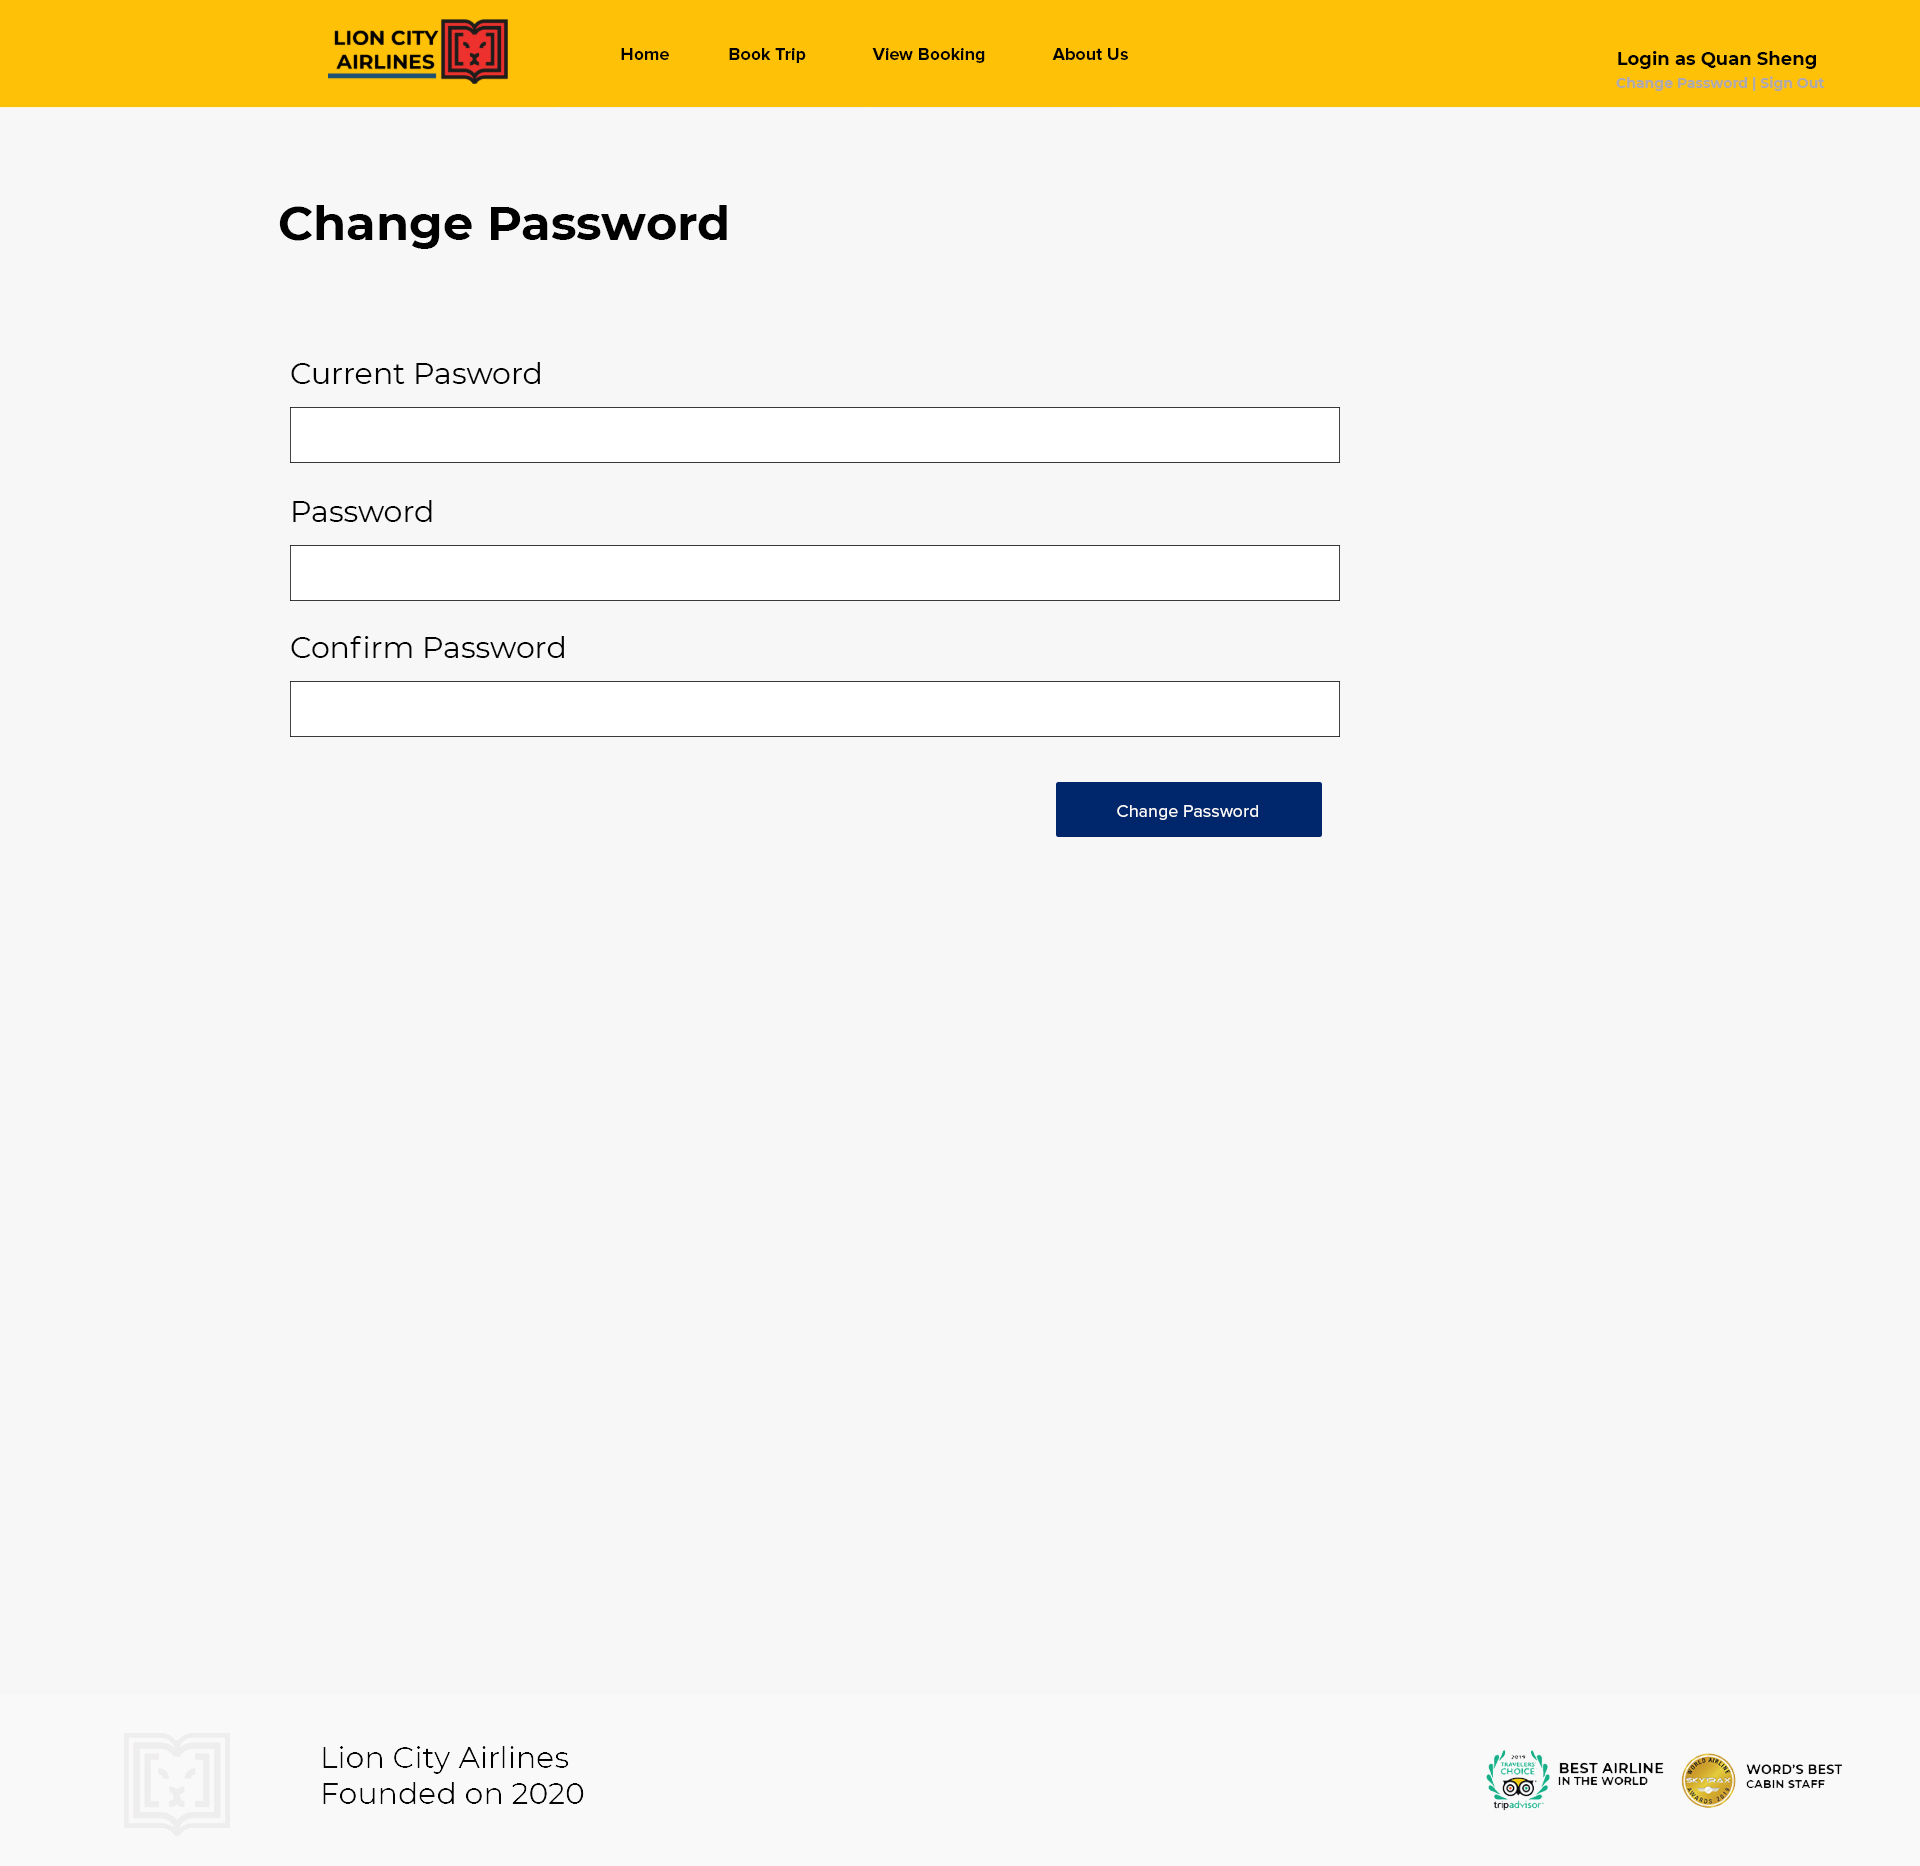 LION CITY
AIRLINES
Home
Book Trip
View Booking
About Us
Login as Quan Sheng
Change Password | Sign Out
Change Password
Current Pasword
Password
Confirm Password
Change Password
Lion City Airlines
Founded on 2020
2019
TRAVELERS'
CHOICE
tripadvisor
BEST AIRLINE
IN THE WORLD
WORLD AIRLINE
SKYTRAX
AWARDS 2019
WORD'S BEST
CABIN STAFF